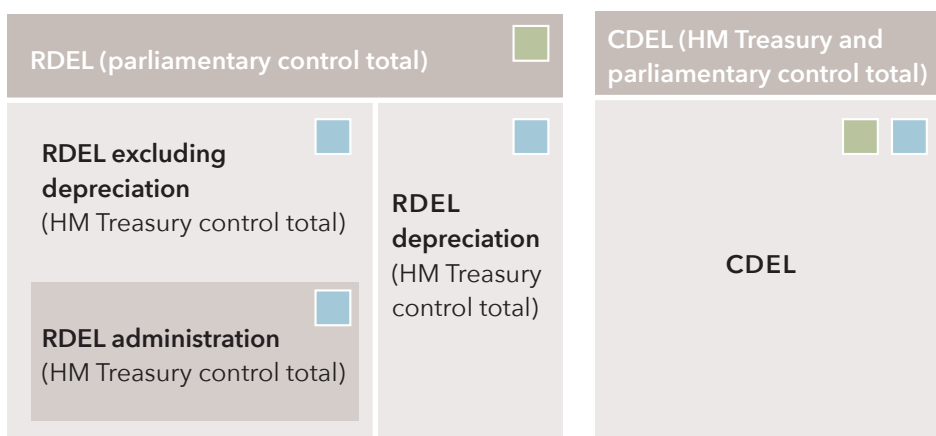 RDEL (parliamentary control total)
CDEL (HM Treasury and
parliamentary control total)
RDEL excluding
depreciation
(HM Treasury control total)
RDEL administration
(HM Treasury control total)
RDEL
depreciation
(HM Treasury
control total)
CDEL